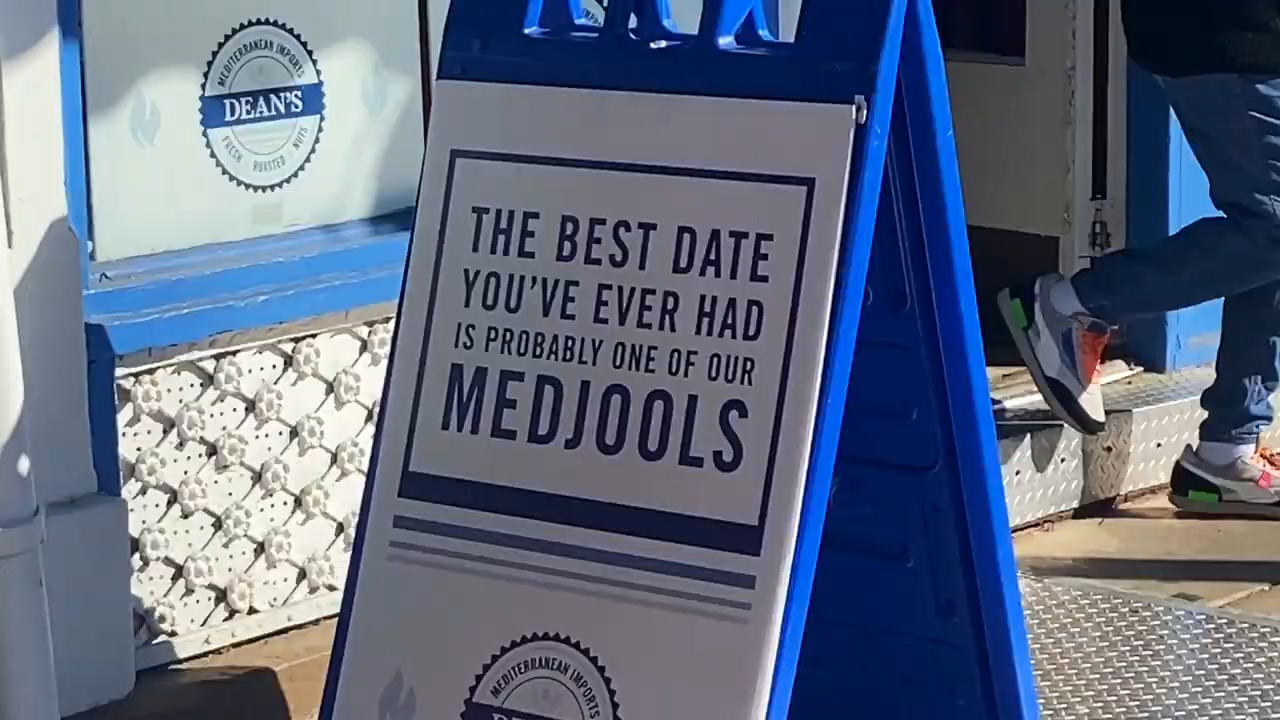 MEDITERRANEAN IMPORTS
DEAN'S
FRESH ROASTED NUTS
THE BEST DATE
YOU'VE EVER HAD
IS PROBABLY ONE OF OUR
MEDJOOLS
MEDITERRANEAN IMPORTS